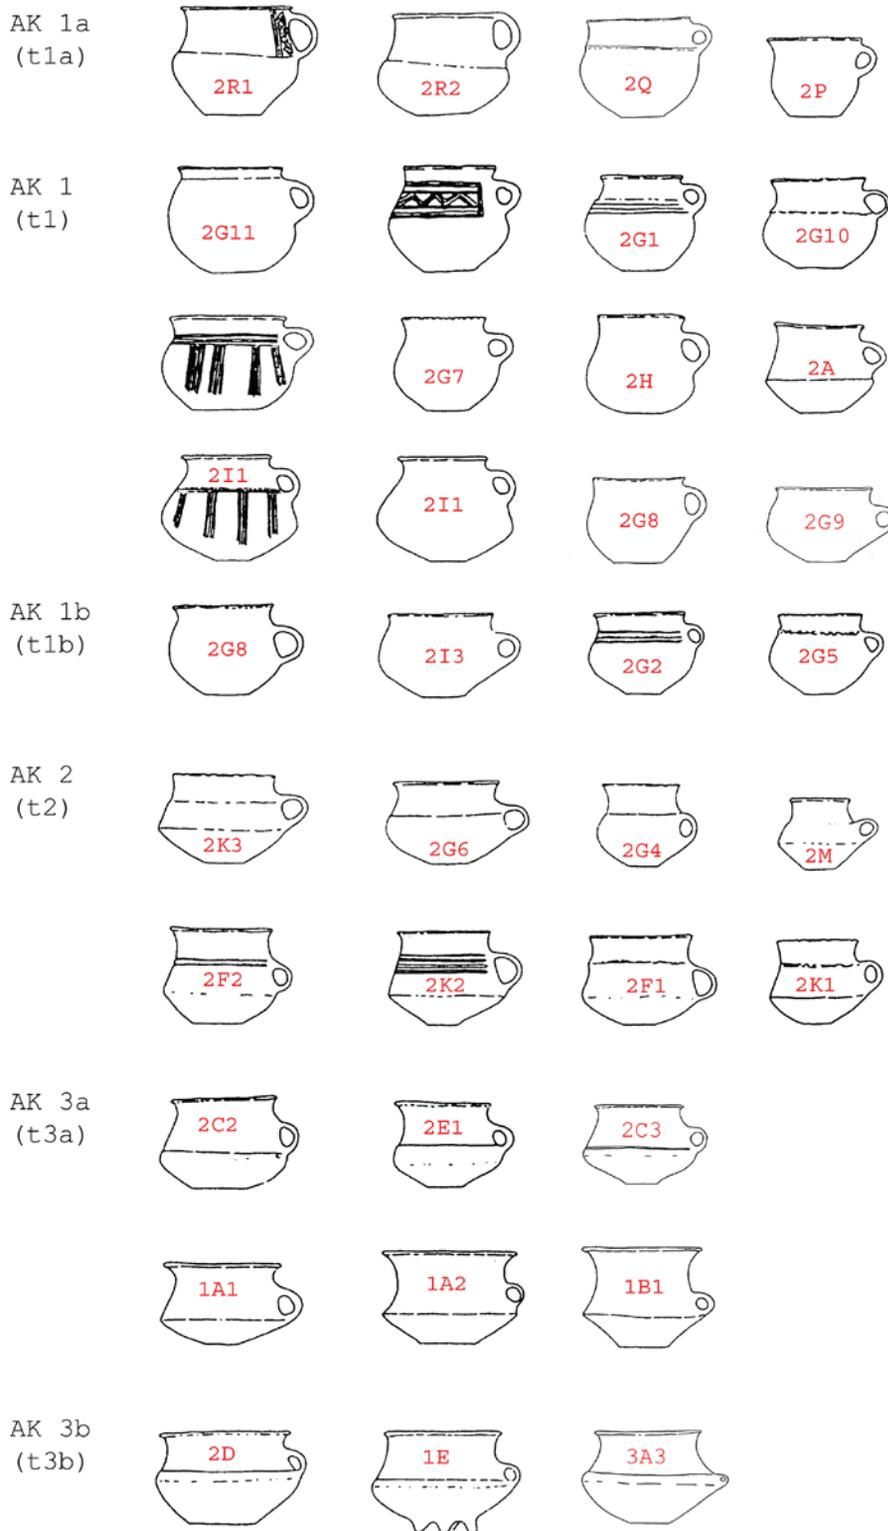 AK 1a
(t1a)
2R1 2R2 2Q 2P
AK 1
(t1)
2G11 2G1 2G10
2G7 2H 2A
2I1 2I1 2G8 2G9
AK 1b
(t1b)
2G8 2I3 2G2 2G5
AK 2
(t2)
2K3 2G6 2G4 2M
2F2 2K2 2F1 2K1
AK 3a
(t3a)
2C2 2E1 2C3
1A1 1A2 1B1
AK 3b
(t3b)
2D 1E 3A3